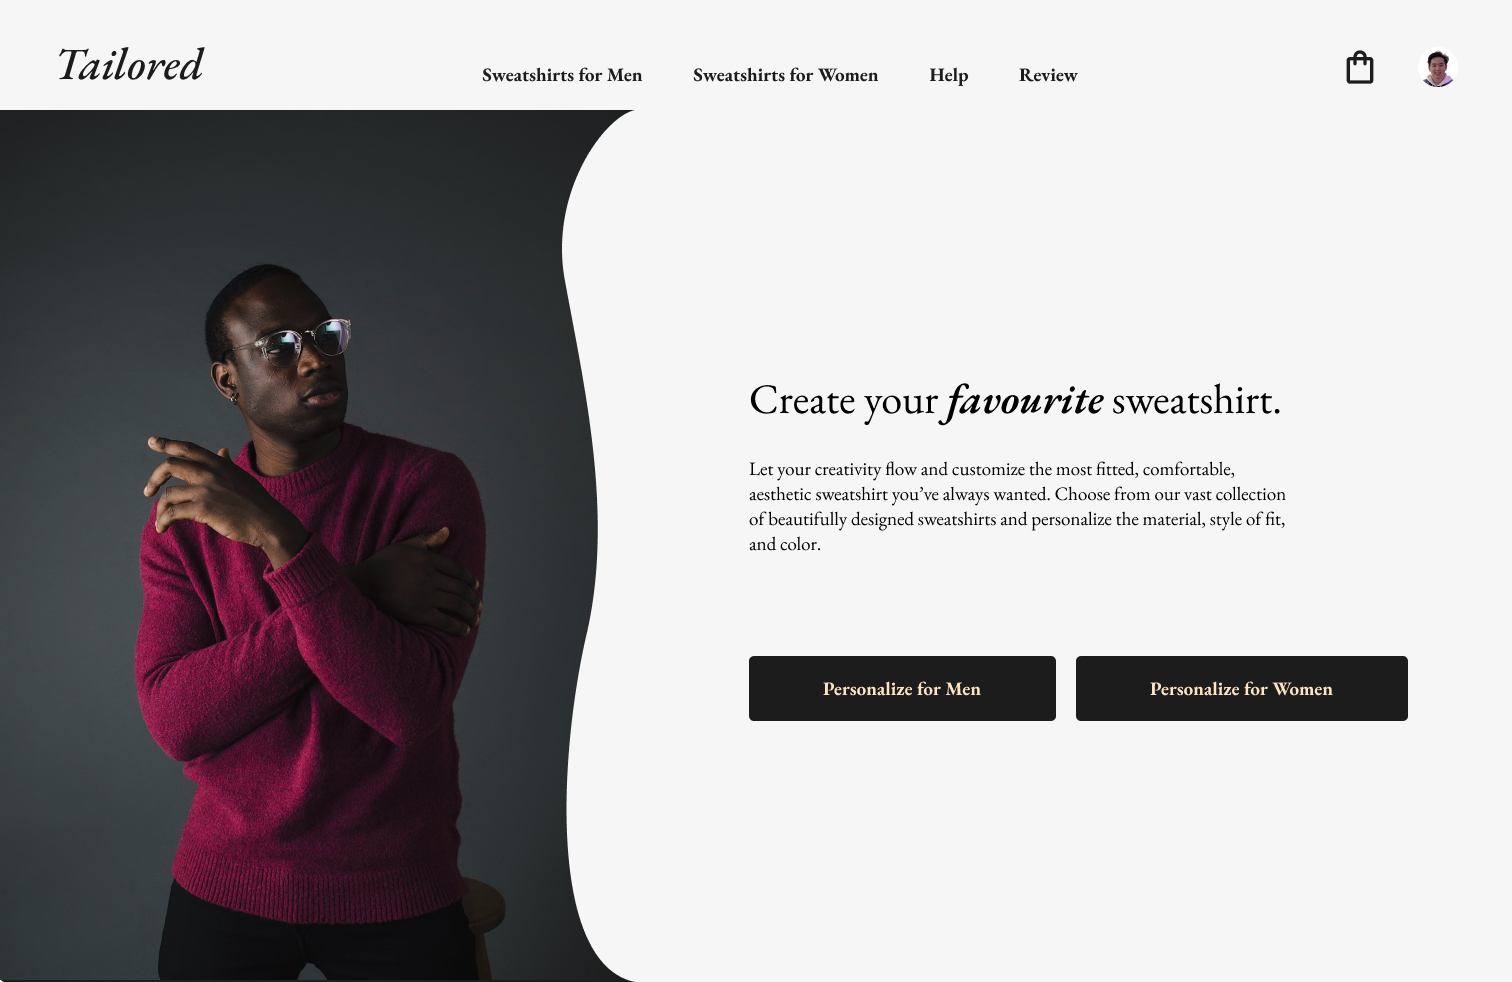 Tailored
Sweatshirts for Men
Sweatshirts for Women
Help
Review
Create your favourite sweatshirt.
Let your creativity flow and customize the most fitted, comfortable,
aesthetic sweatshirt you’ve always wanted. Choose from our vast collection
of beautifully designed sweatshirts and personalize the material, style of fit,
and color.
Personalize for Men
Personalize for Women